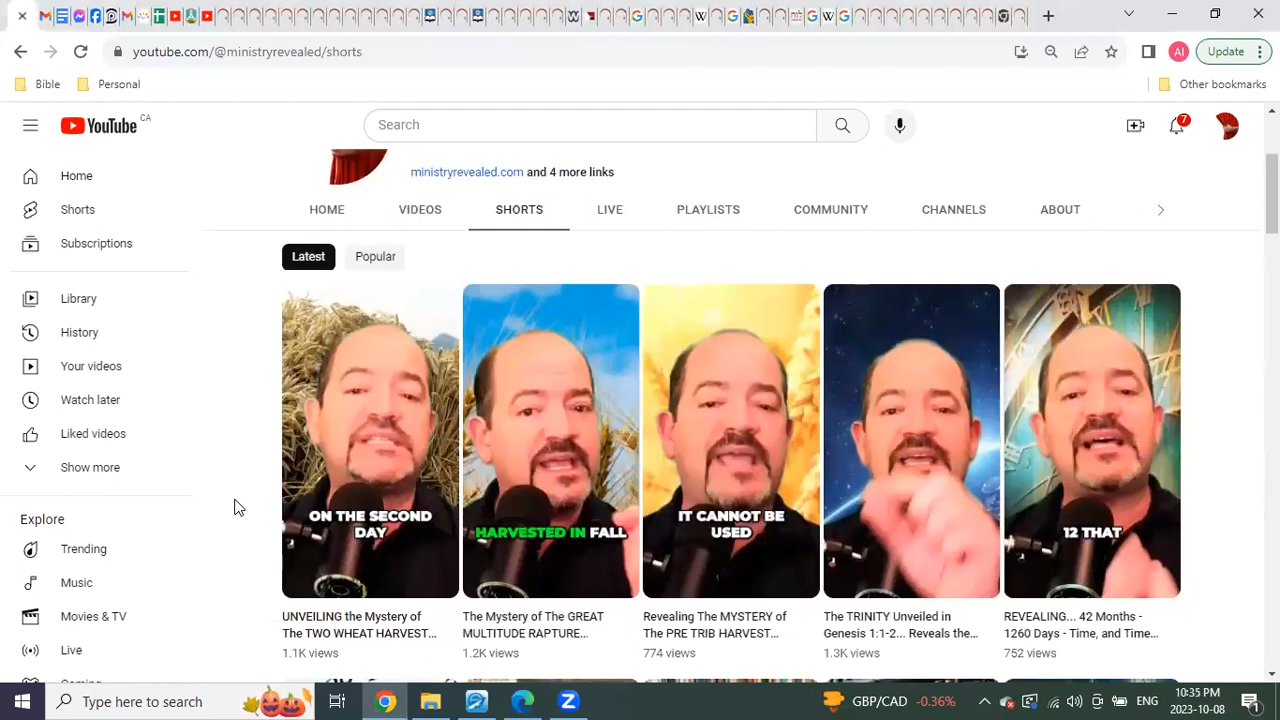 youtube.com/@ministryrevealed/shorts
AI
Update
Bible
Personal
Other bookmarks
YouTube
CA
Search
7
Home
Shorts
Subscriptions
Library
History
Your videos
Watch later
Liked videos
Show more
Explore
Trending
Music
Movies & TV
Live
ministryrevealed.com and 4 more links
HOME
VIDEOS
SHORTS
LIVE
PLAYLISTS
COMMUNITY
CHANNELS
ABOUT
Latest
Popular
ON THE SECOND
DAY
HARVESTED IN FALL
IT CANNOT BE
USED
12 THAT
UNVEILING the Mystery of
The TWO WHEAT HARVEST...
1.1K views
The Mystery of The GREAT
MULTITUDE RAPTURE...
1.2K views
Revealing The MYSTERY of
The PRE TRIB HARVEST...
774 views
The TRINITY Unveiled in
Genesis 1:1-2... Reveals the...
1.3K views
REVEALING... 42 Months -
1260 Days - Time, and Time...
752 views
Type here to search
GBP/CAD -0.36%
ENG
10:35 PM
2023-10-08
1